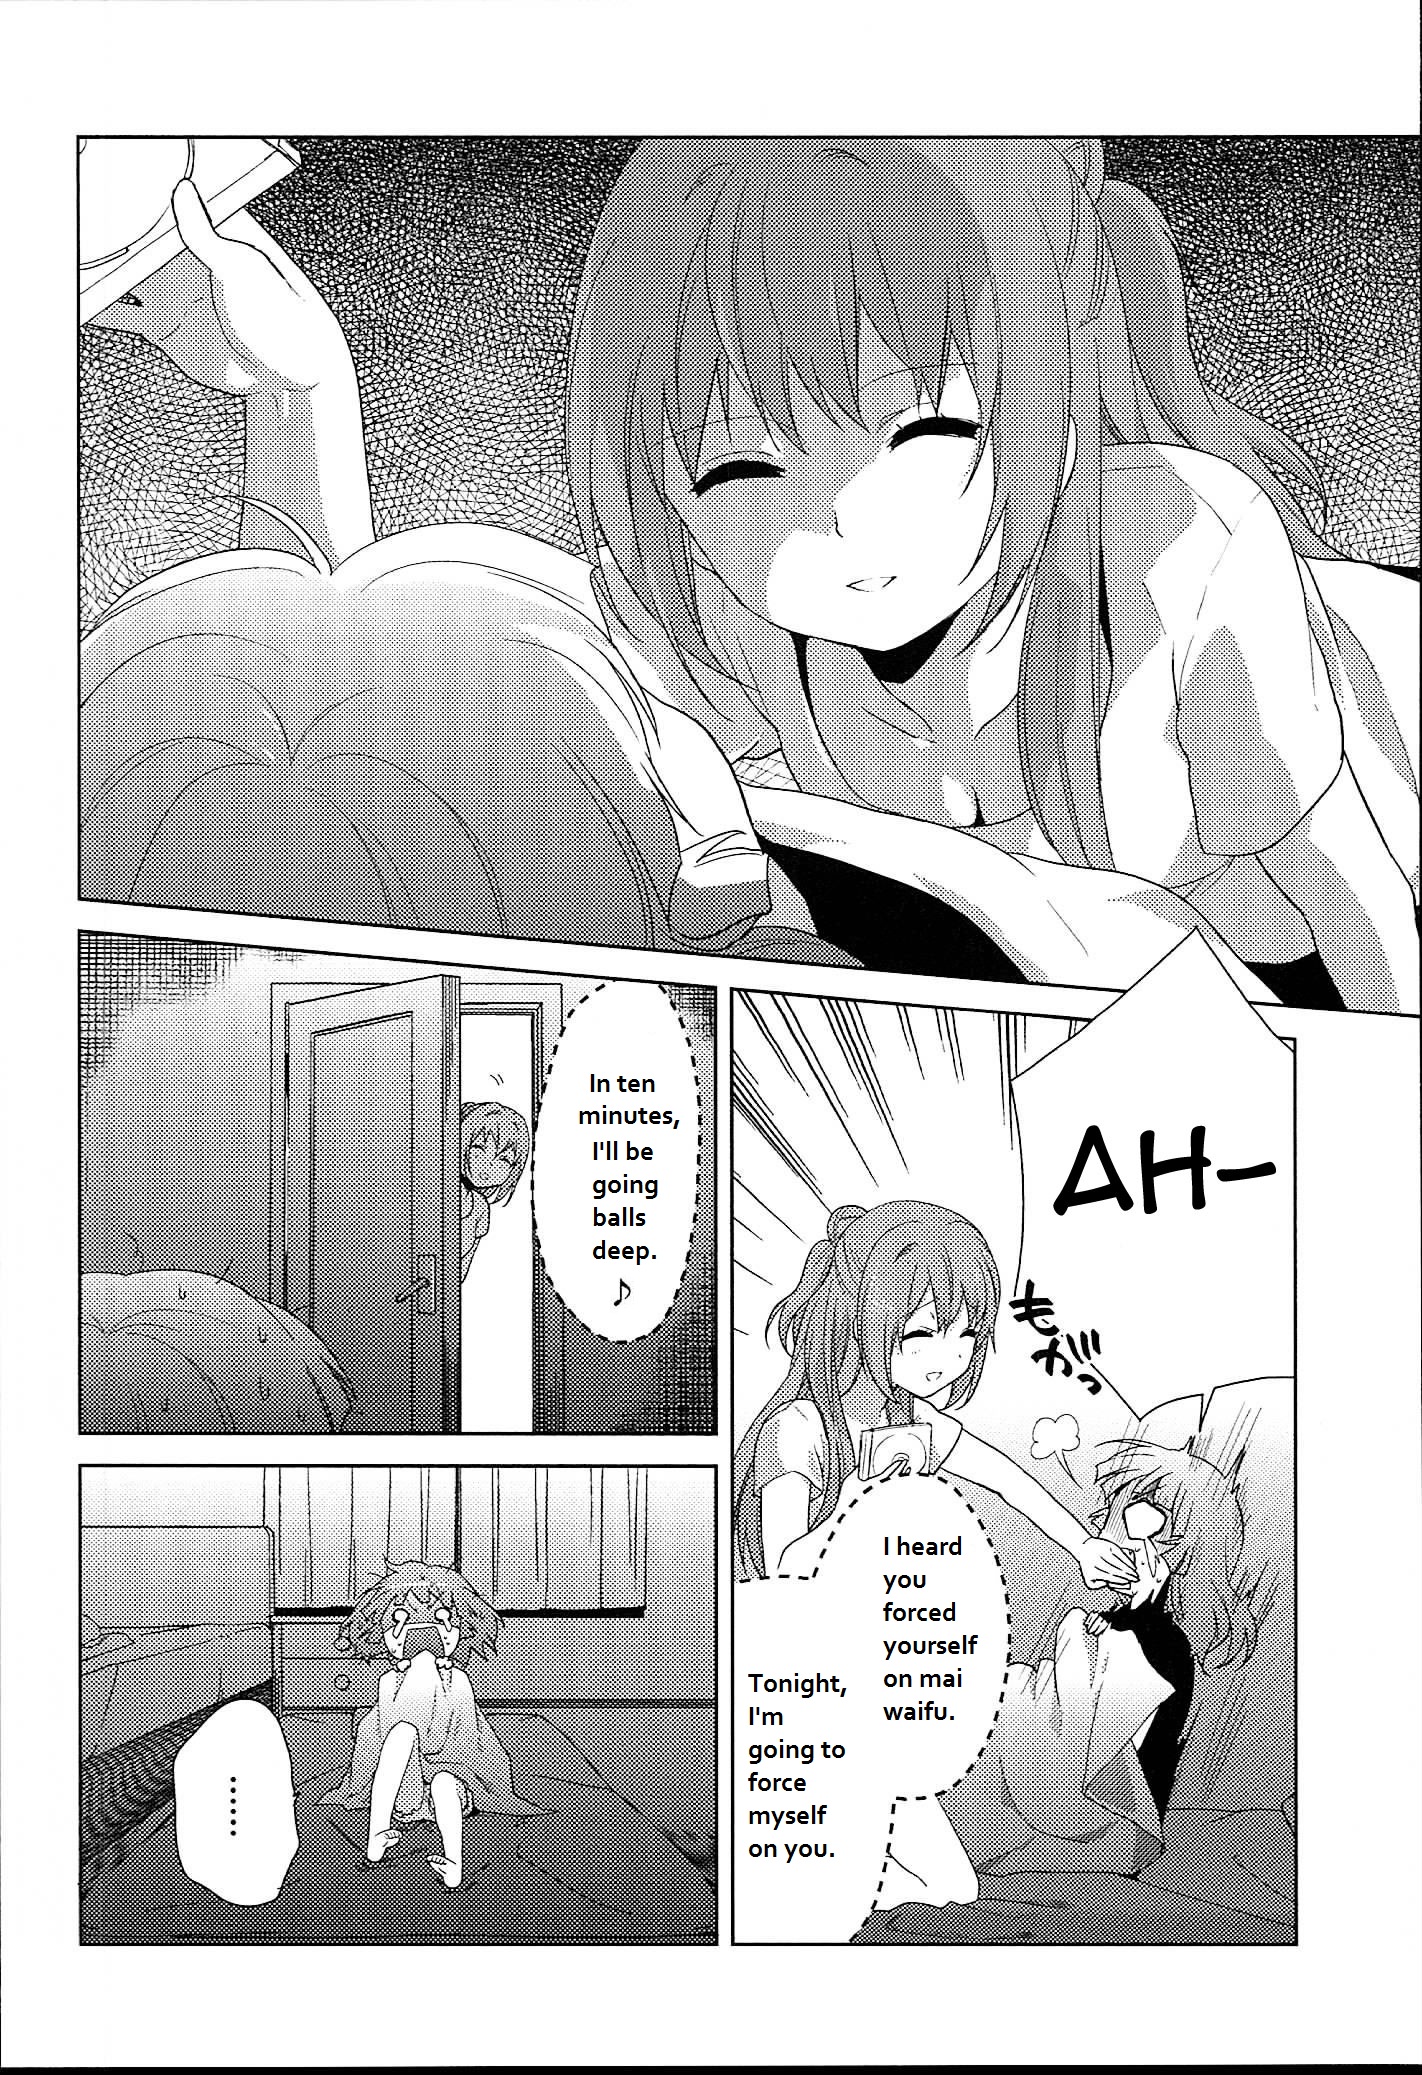 AH-
もがっ
I heard
you
forced
yourself
on mai
waifu.
Tonight,
I'm
going to
force
myself
on you.
In ten
minutes,
I'll be
going
balls
deep.
♪
......